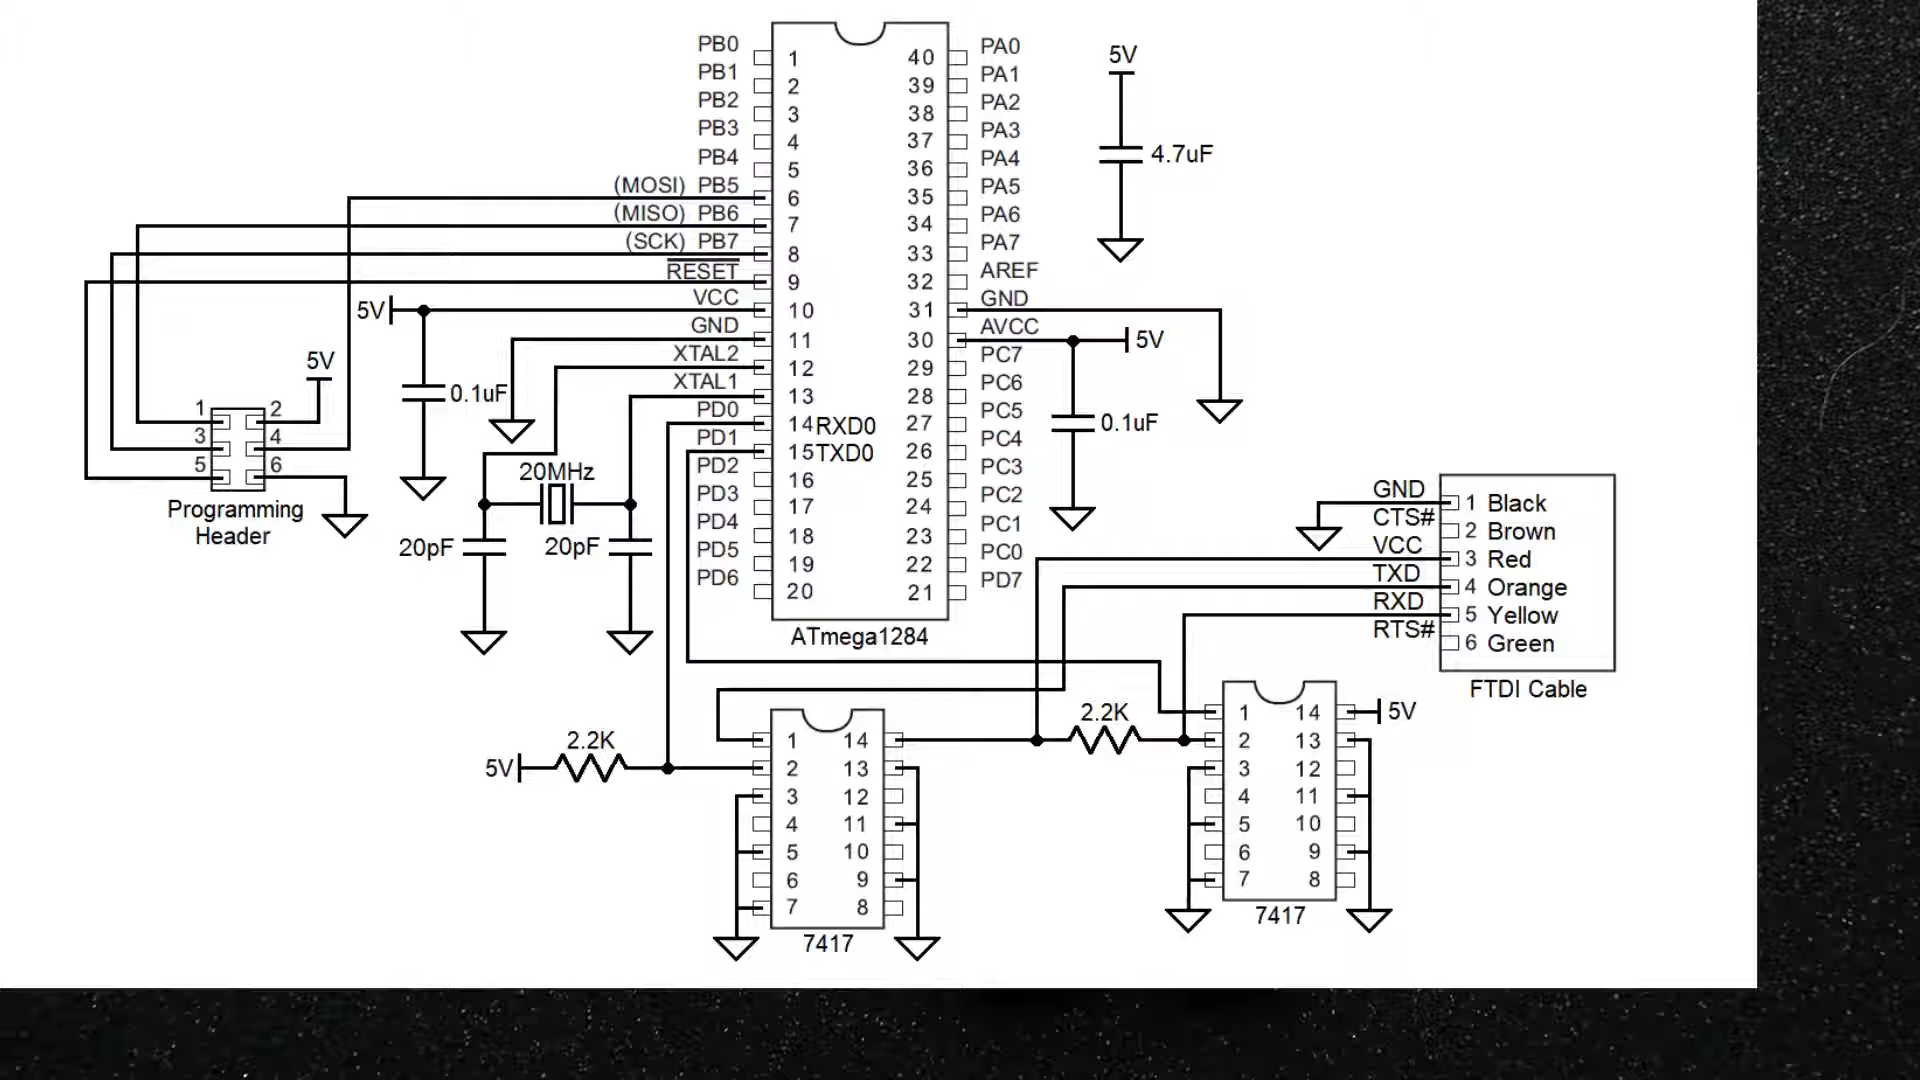 PB0
PB1
PB2
PB3
PB4
(MOSI) PB5
(MISO) PB6
(SCK) PB7
RESET
VCC
GND
XTAL2
XTAL1
PD0
PD1
PD2
PD3
PD4
PD5
PD6
1
2
3
4
5
6
7
8
9
10
11
12
13
14RXD0
15TXD0
16
17
18
19
20
40
39
38
37
36
35
34
33
32
31
30
29
28
27
26
25
24
23
22
21
PA0
PA1
PA2
PA3
PA4
PA5
PA6
PA7
AREF
GND
AVCC
PC7
PC6
PC5
PC4
PC3
PC2
PC1
PC0
PD7
ATmega1284
5V
4.7uF
5V
0.1uF
5V
0.1uF
5V
1 2
3 4
5 6
Programming
Header
20MHz
20pF
20pF
GND
CTS#
VCC
TXD
RXD
RTS#
1 Black
2 Brown
3 Red
4 Orange
5 Yellow
6 Green
FTDI Cable
5V
2.2K
1 14
2 13
3 12
4 11
5 10
6 9
7 8
7417
2.2K
1 14
2 13
3 12
4 11
5 10
6 9
7 8
7417
5V